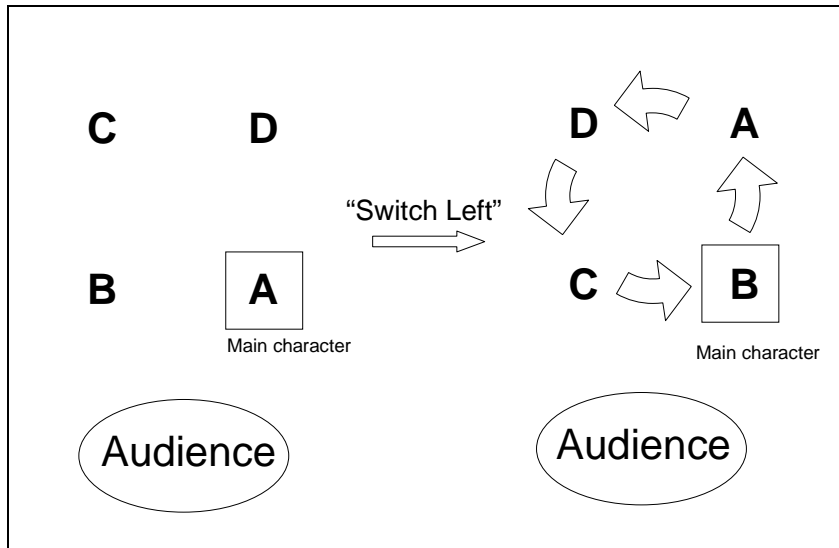 C D
D A
“Switch Left”
B A
C B
Main character
Main character
Audience
Audience